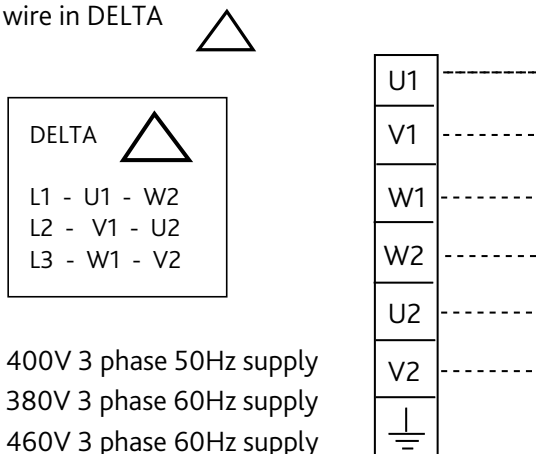 wire in DELTA
DELTA
L1 - U1 - W2
L2 - V1 - U2
L3 - W1 - V2
400V 3 phase 50Hz supply
380V 3 phase 60Hz supply
460V 3 phase 60Hz supply
U1
V1
W1
W2
U2
V2